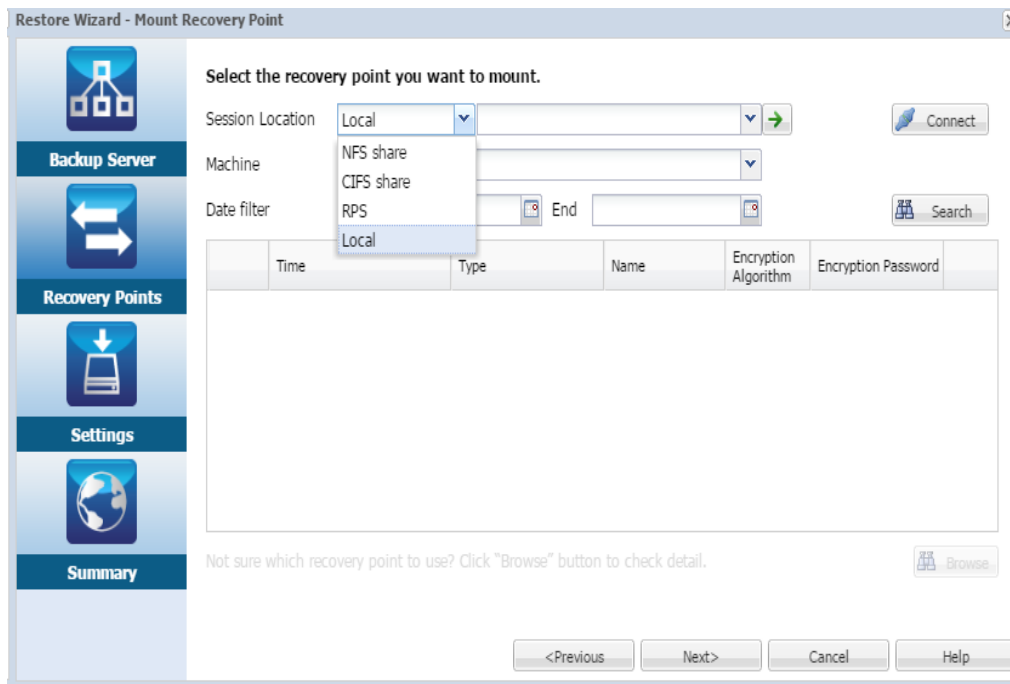 Restore Wizard - Mount Recovery Point
Backup Server
Recovery Points
Settings
Summary
Select the recovery point you want to mount.
Session Location Local Connect
NFS share
CIFS share
RPS
Local
Machine
Date filter End Search
Time Type Name Encryption Algorithm Encryption Password
Not sure which recovery point to use? Click “Browse” button to check detail. Browse
<Previous Next> Cancel Help